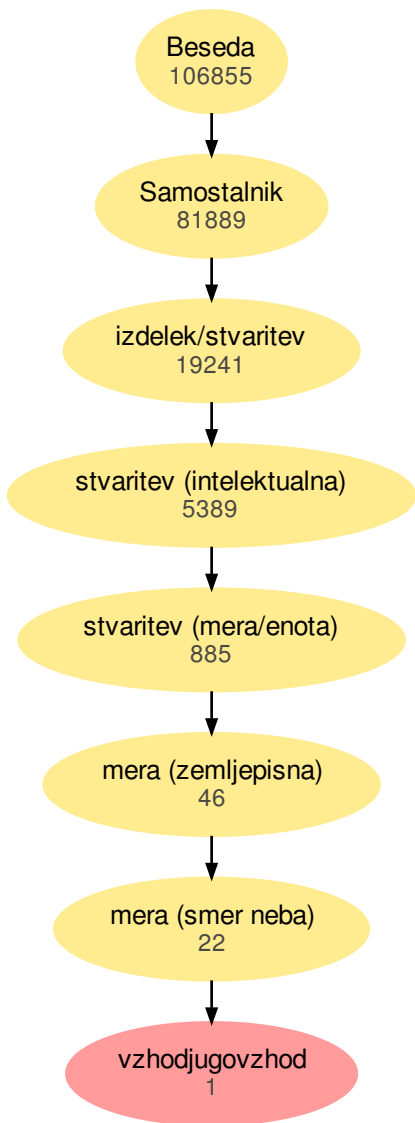 Beseda
106855
Samostalnik
81889
izdelek/stvaritev
19241
stvaritev (intelektualna)
5389
stvaritev (mera/enota)
885
mera (zemljepisna)
46
mera (smer neba)
22
vzhodjugovzhod
1